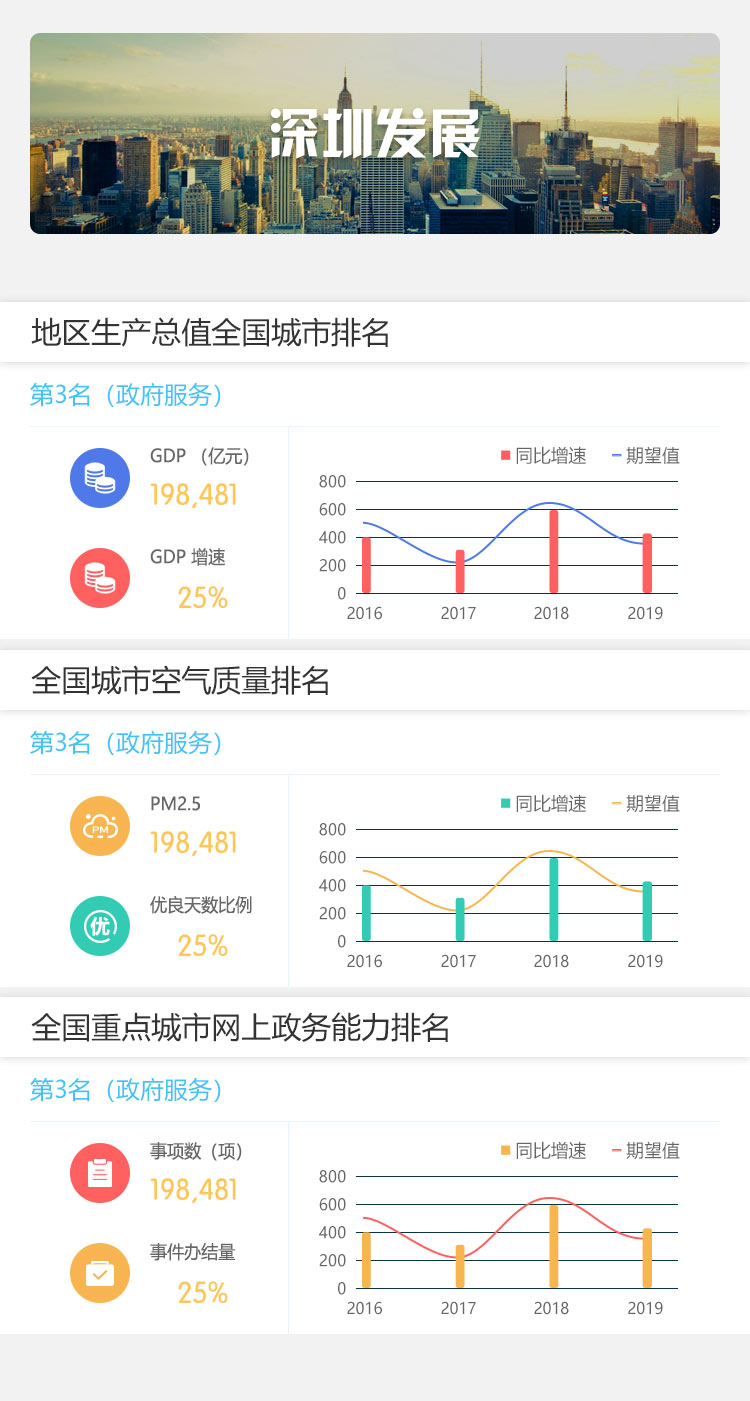 深圳发展
地区生产总值全国城市排名
第3名（政府服务）
GDP （亿元）
198,481
GDP 增速
25%
同比增速 期望值
800
600
400
200
0
2016 2017 2018 2019
全国城市空气质量排名
第3名（政府服务）
PM2.5
PM
198,481
优良天数比例
优
25%
同比增速 期望值
800
600
400
200
0
2016 2017 2018 2019
全国重点城市网上政务能力排名
第3名（政府服务）
事项数（项）
198,481
事件办结量
25%
同比增速 期望值
800
600
400
200
0
2016 2017 2018 2019